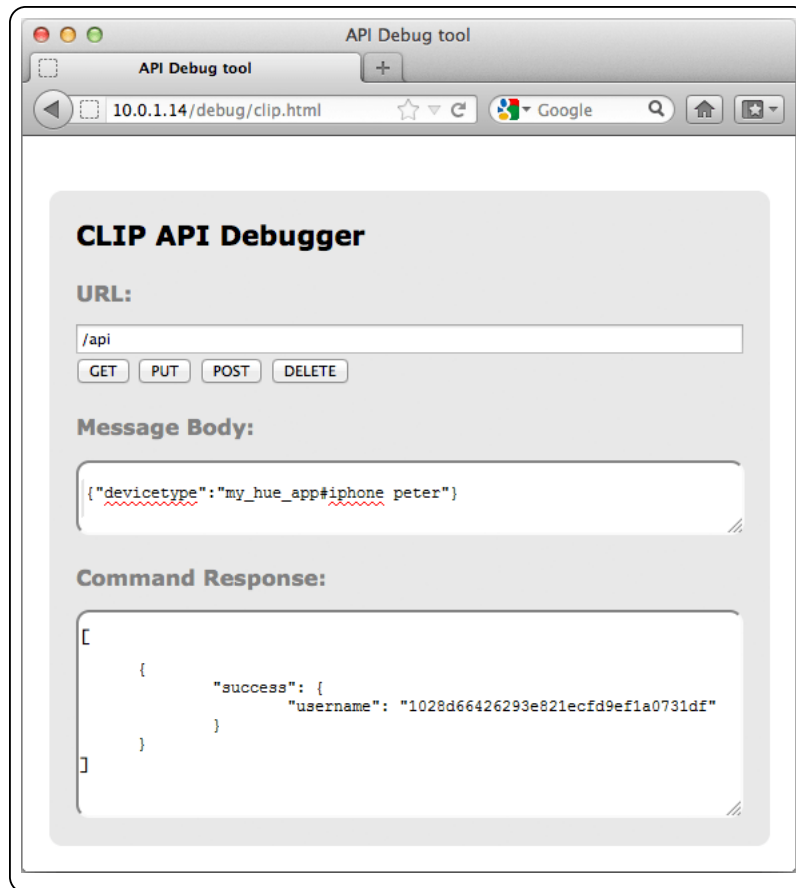 API Debug tool
API Debug tool
10.0.1.14/debug/clip.html
Google
CLIP API Debugger
URL:
/api
GET PUT POST DELETE
Message Body:
{"devicetype":"my_hue_app#iphone peter"}
Command Response:
[
{
"success": {
"username": "1028d66426293e821ecfd9ef1a0731df"
}
}
]